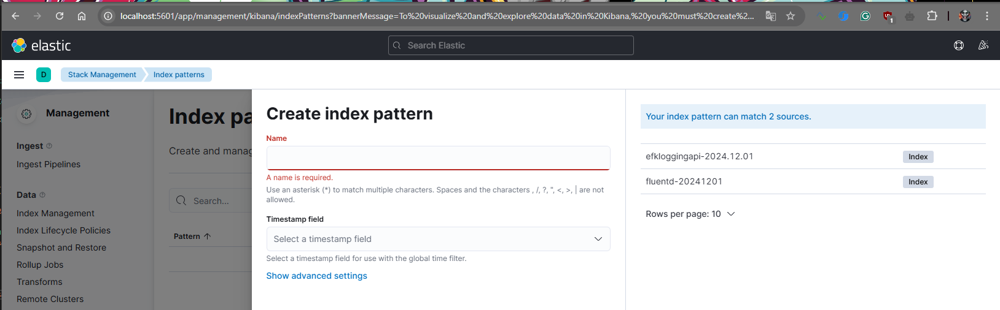 localhost:5601/app/management/kibana/indexPatterns?bannerMessage=To%20visualize%20and%20explore%20data%20in%20Kibana,%20you%20must%20create%2...
1
elastic
Search Elastic
D
Stack Management
Index patterns
Management
Ingest
Ingest Pipelines
Data
Index Management
Index Lifecycle Policies
Snapshot and Restore
Rollup Jobs
Transforms
Remote Clusters
Index pa
Create and manag
Search...
Pattern
Create index pattern
Name
A name is required.
Use an asterisk (*) to match multiple characters. Spaces and the characters , /, ?, ", <, >, | are not
allowed.
Timestamp field
Select a timestamp field
Select a timestamp field for use with the global time filter.
Show advanced settings
Your index pattern can match 2 sources.
efkloggingapi-2024.12.01 Index
fluentd-20241201 Index
Rows per page: 10